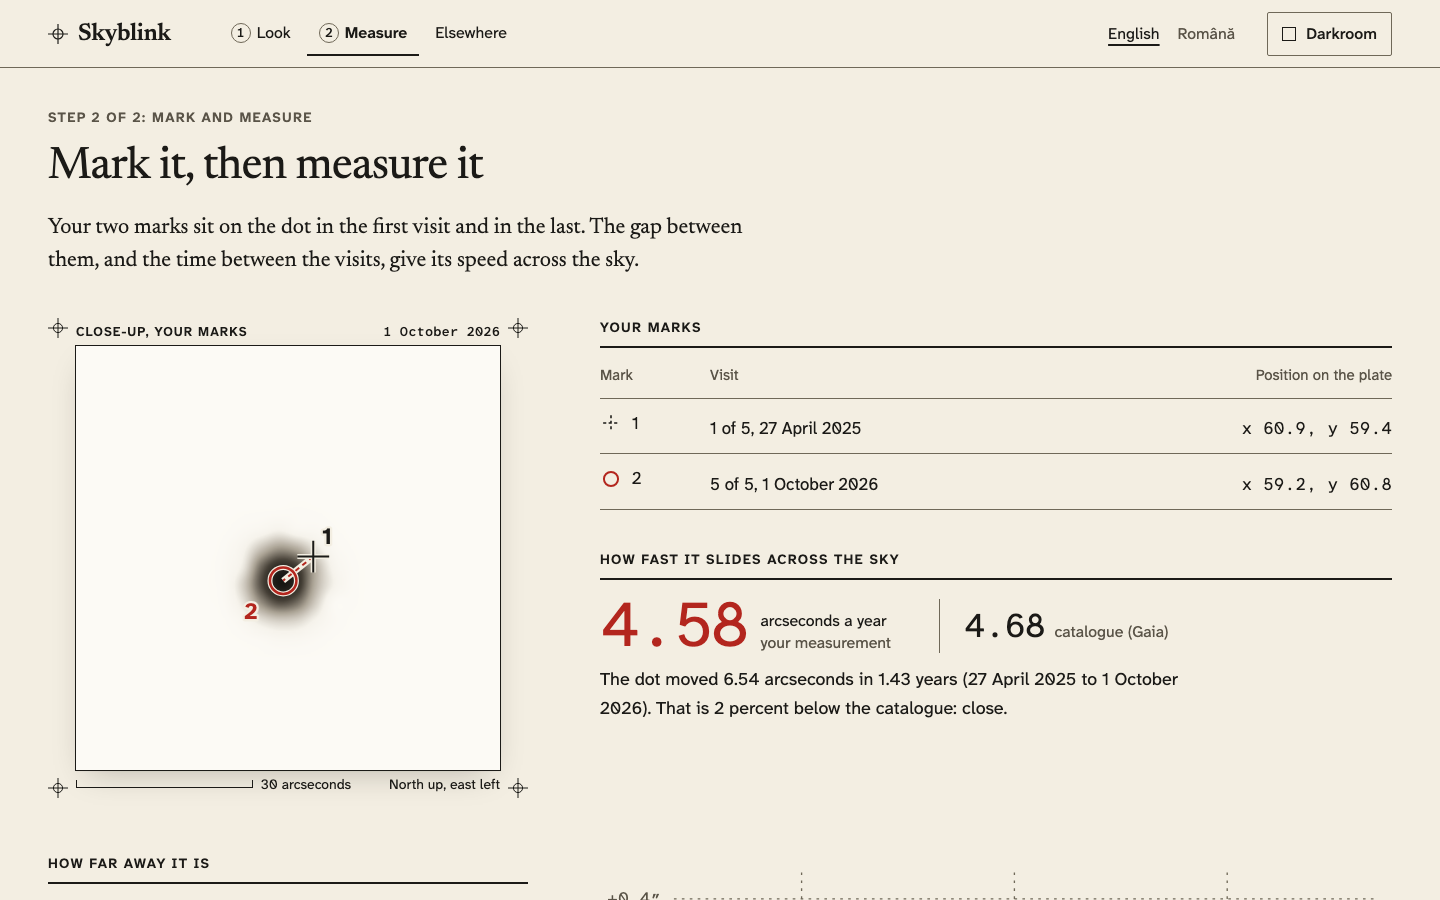 Skyblink
1 Look
2 Measure
Elsewhere
English
Română
Darkroom
STEP 2 OF 2: MARK AND MEASURE
Mark it, then measure it
Your two marks sit on the dot in the first visit and in the last. The gap between
them, and the time between the visits, give its speed across the sky.
CLOSE-UP, YOUR MARKS
1 October 2026
1
2
30 arcseconds
North up, east left
YOUR MARKS
Mark Visit Position on the plate
1 1 of 5, 27 April 2025 x 60.9, y 59.4
2 5 of 5, 1 October 2026 x 59.2, y 60.8
HOW FAST IT SLIDES ACROSS THE SKY
4.58 arcseconds a year
your measurement
4.68 catalogue (Gaia)
The dot moved 6.54 arcseconds in 1.43 years (27 April 2025 to 1 October
2026). That is 2 percent below the catalogue: close.
HOW FAR AWAY IT IS
+0.4″